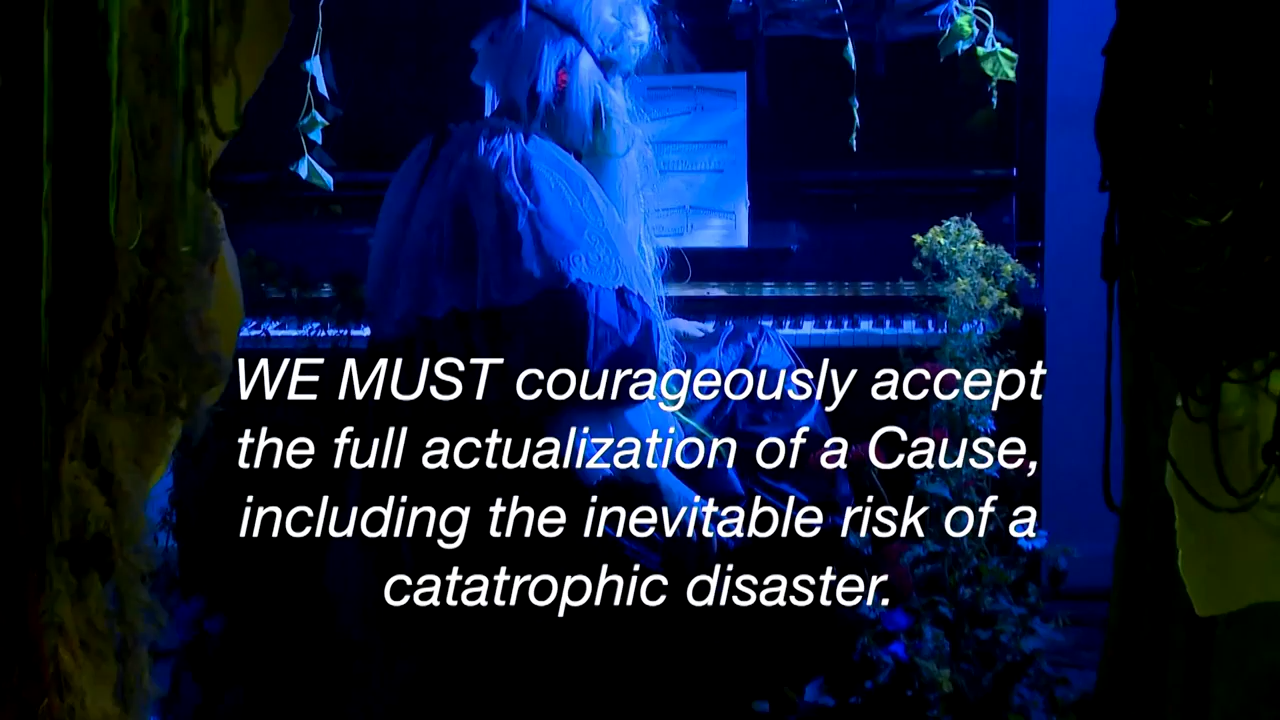 WE MUST courageously accept
the full actualization of a Cause,
including the inevitable risk of a
catatrophic disaster.